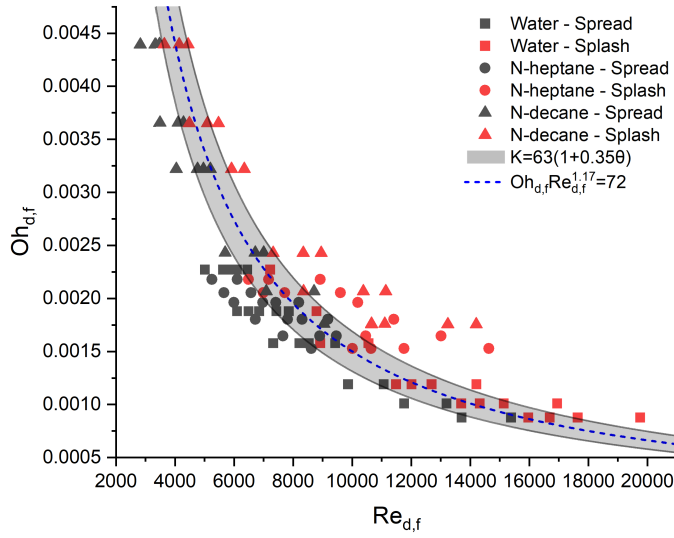 Oh_d,f
0.0045
0.0040
0.0035
0.0030
0.0025
0.0020
0.0015
0.0010
0.0005
Water - Spread
Water - Splash
N-heptane - Spread
N-heptane - Splash
N-decane - Spread
N-decane - Splash
K=63(1+0.35θ)
Oh_d,f Re_d,f^1.17=72
2000 4000 6000 8000 10000 12000 14000 16000 18000 20000
Re_d,f